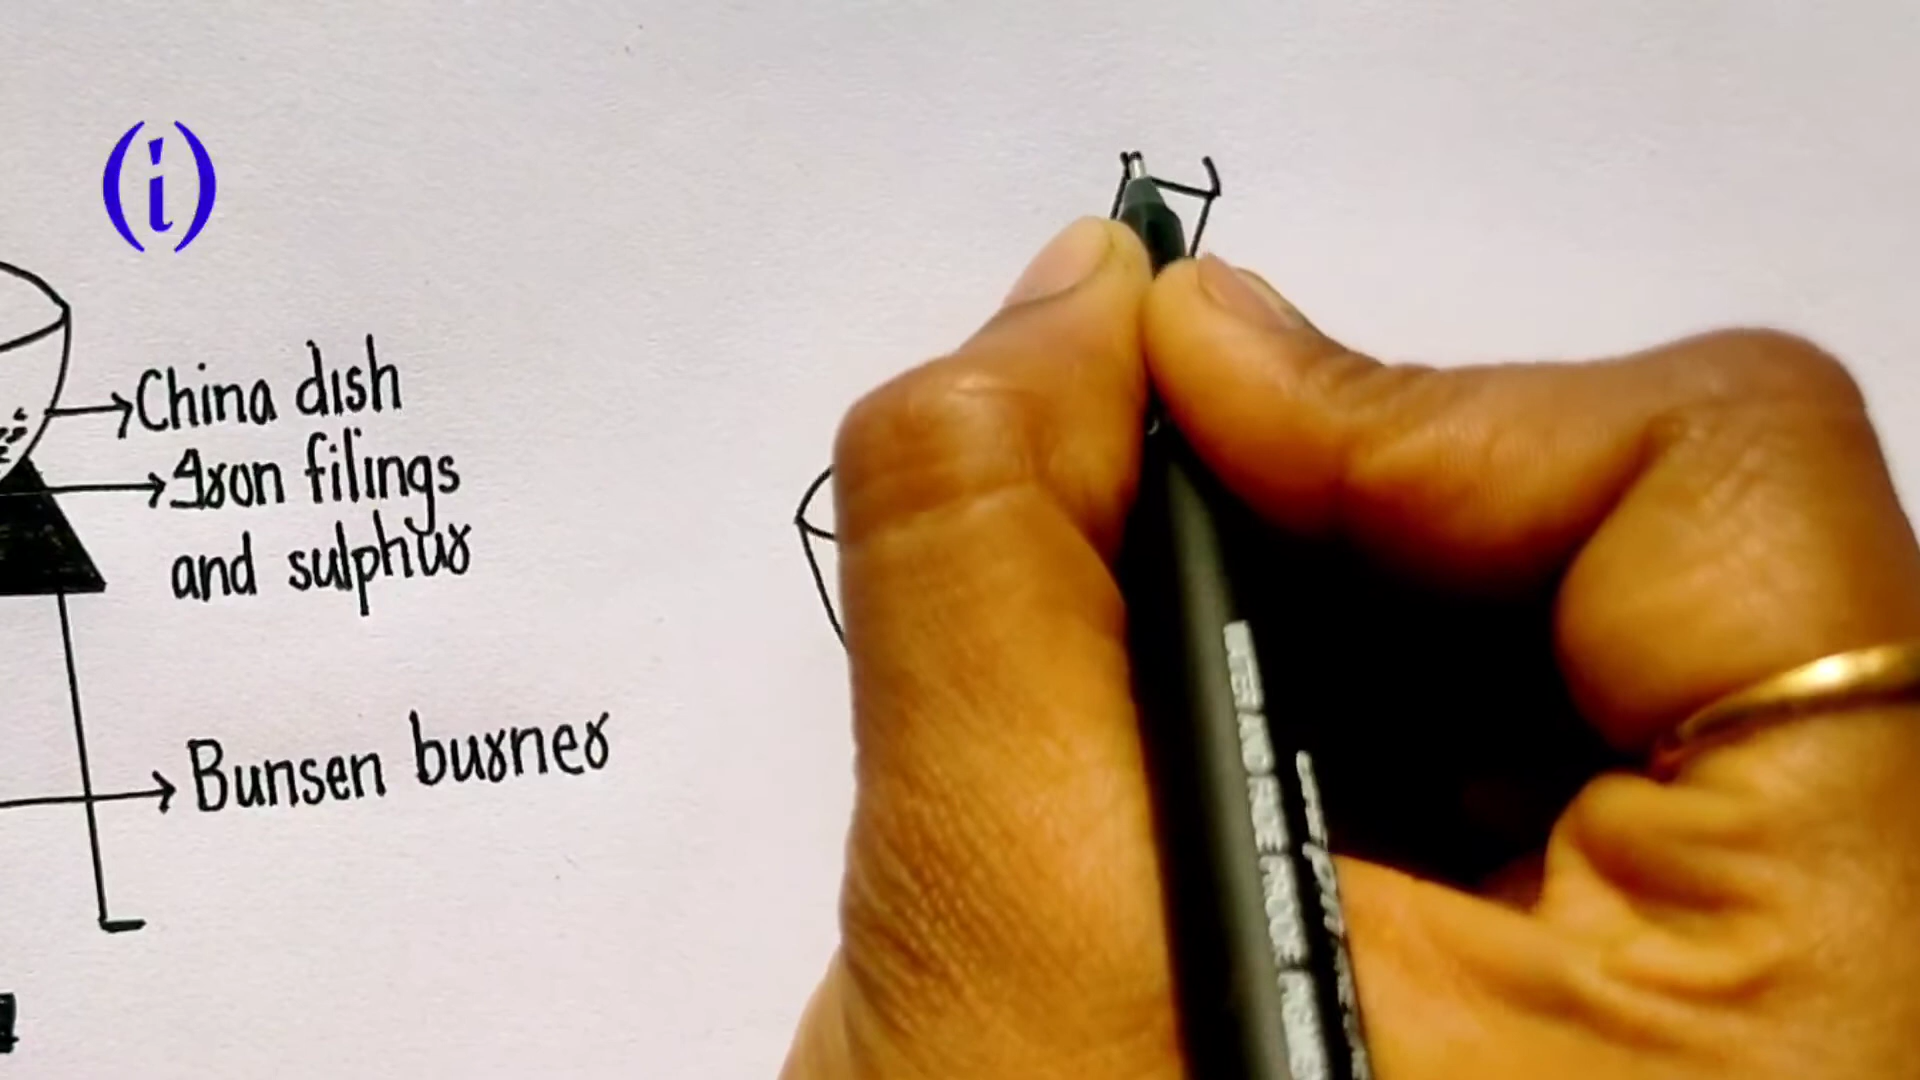 (i)
China dish
Iron filings
and sulphur
Bunsen burner